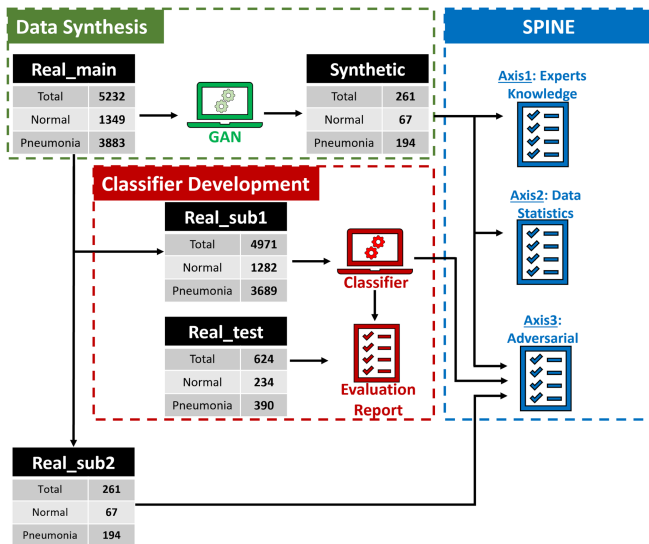 Data Synthesis
Real_main
Total 5232
Normal 1349
Pneumonia 3883
GAN
Synthetic
Total 261
Normal 67
Pneumonia 194
SPINE
Axis1: Experts
Knowledge
Axis2: Data
Statistics
Axis3:
Adversarial
Classifier Development
Real_sub1
Total 4971
Normal 1282
Pneumonia 3689
Classifier
Real_test
Total 624
Normal 234
Pneumonia 390
Evaluation
Report
Real_sub2
Total 261
Normal 67
Pneumonia 194